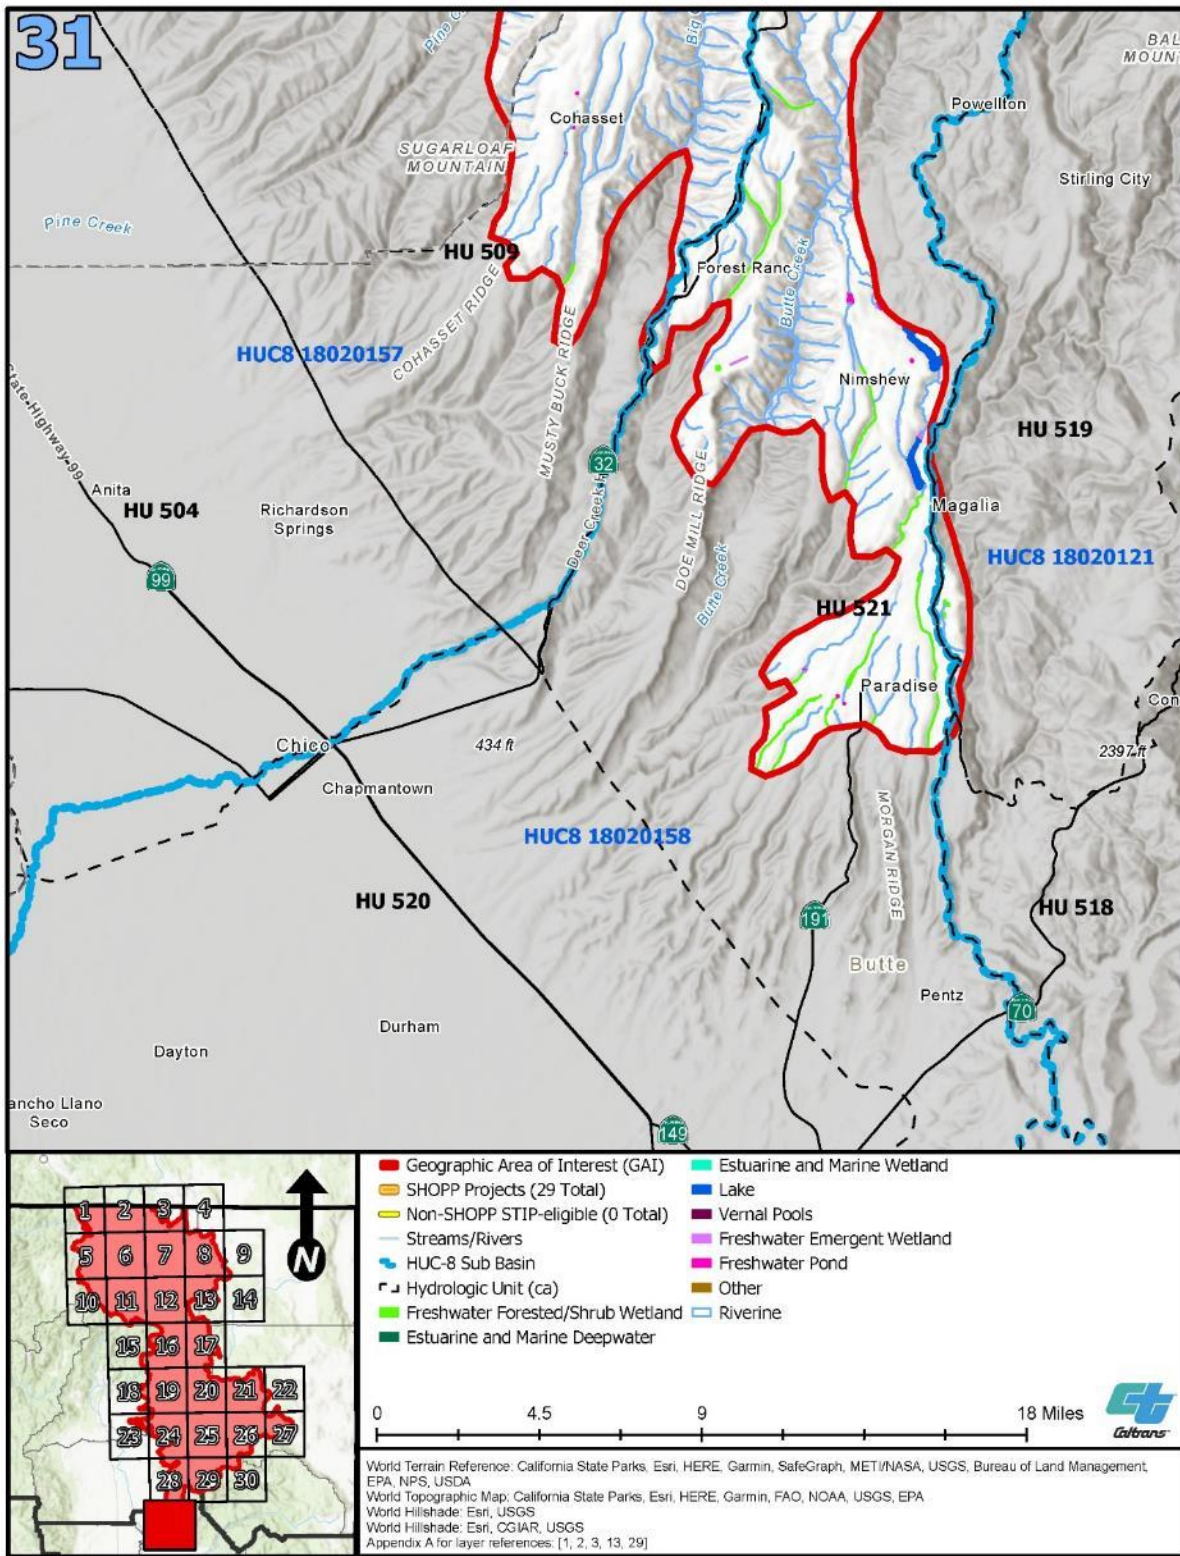 31
Pine Creek
Big C
BAL
MOUNT
Powellton
Cohasset
SUGARLOAF
MOUNTAIN
Stirling City
Pine Creek
HU 509
Forest Ranc
Butte Creek
COHASSET RIDGE
HUC8 18020157
MUSTY BUCK RIDGE
Nimshew
State Highway 99
HU 519
32
Anita
HU 504
Richardson
Springs
Deer Creek H
DOE MILL RIDGE
Magalia
HUC8 18020121
99
Butte Creek
HU 521
Paradise
Con
Chico
434 ft
2397 ft
Chapmantown
HUC8 18020158
MORGAN RIDGE
HU 520
HU 518
191
Butte
Pentz
70
Durham
Dayton
ancho Llano
Seco
149
1 2 3 4
5 6 7 8 9
10 11 12 13 14
15 16 17
18 19 20 21 22
23 24 25 26 27
28 29 30
N
Geographic Area of Interest (GAI)
SHOPP Projects (29 Total)
Non-SHOPP STIP-eligible (0 Total)
Streams/Rivers
HUC-8 Sub Basin
Hydrologic Unit (ca)
Freshwater Forested/Shrub Wetland
Estuarine and Marine Deepwater
Estuarine and Marine Wetland
Lake
Vernal Pools
Freshwater Emergent Wetland
Freshwater Pond
Other
Riverine
0 4.5 9 18 Miles
Ct
Caltrans
World Terrain Reference: California State Parks, Esri, HERE, Garmin, SafeGraph, METI/NASA, USGS, Bureau of Land Management,
EPA, NPS, USDA
World Topographic Map: California State Parks, Esri, HERE, Garmin, FAO, NOAA, USGS, EPA
World Hillshade: Esri, USGS
World Hillshade: Esri, CGIAR, USGS
Appendix A for layer references: [1, 2, 3, 13, 29]